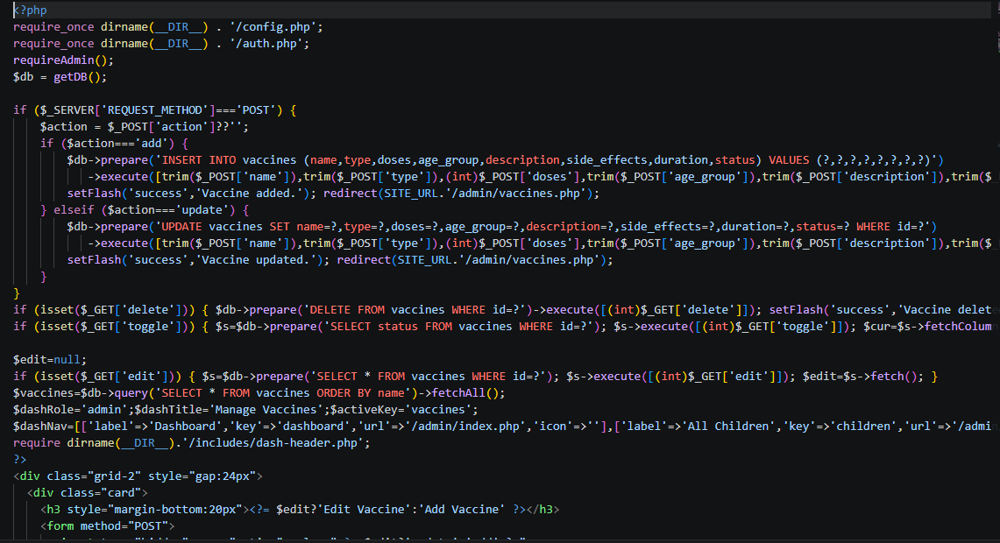 <?php
require_once dirname(__DIR__) . '/config.php';
require_once dirname(__DIR__) . '/auth.php';
requireAdmin();
$db = getDB();
if ($_SERVER['REQUEST_METHOD']==='POST') {
$action = $_POST['action']??'';
if ($action==='add') {
$db->prepare('INSERT INTO vaccines (name,type,doses,age_group,description,side_effects,duration,status) VALUES (?,?,?,?,?,?,?,?)')
->execute([trim($_POST['name']),trim($_POST['type']),(int)$_POST['doses'],trim($_POST['age_group']),trim($_POST['description']),trim($_
setFlash('success','Vaccine added.'); redirect(SITE_URL.'/admin/vaccines.php');
} elseif ($action==='update') {
$db->prepare('UPDATE vaccines SET name=?,type=?,doses=?,age_group=?,description=?,side_effects=?,duration=?,status=? WHERE id=?')
->execute([trim($_POST['name']),trim($_POST['type']),(int)$_POST['doses'],trim($_POST['age_group']),trim($_POST['description']),trim($_
setFlash('success','Vaccine updated.'); redirect(SITE_URL.'/admin/vaccines.php');
}
}
if (isset($_GET['delete'])) { $db->prepare('DELETE FROM vaccines WHERE id=?')->execute([(int)$_GET['delete']]); setFlash('success','Vaccine delet
if (isset($_GET['toggle'])) { $s=$db->prepare('SELECT status FROM vaccines WHERE id=?'); $s->execute([(int)$_GET['toggle']]); $cur=$s->fetchColum
$edit=null;
if (isset($_GET['edit'])) { $s=$db->prepare('SELECT * FROM vaccines WHERE id=?'); $s->execute([(int)$_GET['edit']]); $edit=$s->fetch(); }
$vaccines=$db->query('SELECT * FROM vaccines ORDER BY name')->fetchAll();
$dashRole='admin';$dashTitle='Manage Vaccines';$activeKey='vaccines';
$dashNav=[['label'=>'Dashboard','key'=>'dashboard','url'=>'/admin/index.php','icon'=>''],['label'=>'All Children','key'=>'children','url'=>'/admi
require dirname(__DIR__).'/includes/dash-header.php';
?>
<div class="grid-2" style="gap:24px">
<div class="card">
<h3 style="margin-bottom:20px"><?= $edit?'Edit Vaccine':'Add Vaccine' ?></h3>
<form method="POST">